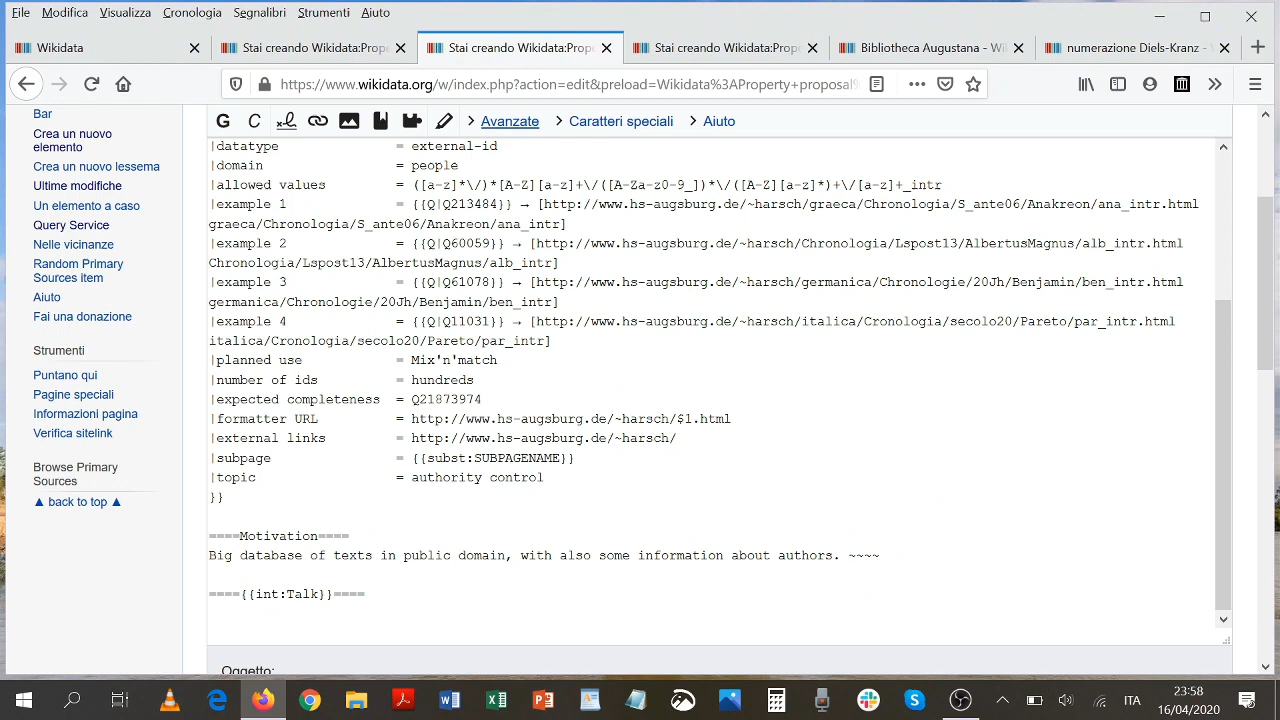 File Modifica Visualizza Cronologia Segnalibri Strumenti Aiuto
Wikidata
Stai creando Wikidata:Prope
Stai creando Wikidata:Propo
Stai creando Wikidata:Prope
Bibliotheca Augustana - Wi
numerazione Diels-Kranz -
https://www.wikidata.org/w/index.php?action=edit&preload=Wikidata%3AProperty+proposal%
Bar
Crea un nuovo
elemento
Crea un nuovo lessema
Ultime modifiche
Un elemento a caso
Query Service
Nelle vicinanze
Random Primary
Sources item
Aiuto
Fai una donazione
Strumenti
Puntano qui
Pagine speciali
Informazioni pagina
Verifica sitelink
Browse Primary
Sources
▲ back to top ▲
G C Avanzate Caratteri speciali Aiuto
|datatype = external-id
|domain = people
|allowed values = ([a-z]*\/)*[A-Z][a-z]+\/([A-Za-z0-9_])*\/([A-Z][a-z]*)+\/[a-z]+_intr
|example 1 = {{Q|Q213484}} → [http://www.hs-augsburg.de/~harsch/graeca/Chronologia/S_ante06/Anakreon/ana_intr.html
graeca/Chronologia/S_ante06/Anakreon/ana_intr]
|example 2 = {{Q|Q60059}} → [http://www.hs-augsburg.de/~harsch/Chronologia/Lspost13/AlbertusMagnus/alb_intr.html
Chronologia/Lspost13/AlbertusMagnus/alb_intr]
|example 3 = {{Q|Q61078}} → [http://www.hs-augsburg.de/~harsch/germanica/Chronologie/20Jh/Benjamin/ben_intr.html
germanica/Chronologie/20Jh/Benjamin/ben_intr]
|example 4 = {{Q|Q11031}} → [http://www.hs-augsburg.de/~harsch/italica/Cronologia/secolo20/Pareto/par_intr.html
italica/Cronologia/secolo20/Pareto/par_intr]
|planned use = Mix'n'match
|number of ids = hundreds
|expected completeness = Q21873974
|formatter URL = http://www.hs-augsburg.de/~harsch/$1.html
|external links = http://www.hs-augsburg.de/~harsch/
|subpage = {{subst:SUBPAGENAME}}
|topic = authority control
}}
====Motivation====
Big database of texts in public domain, with also some information about authors. ~~~~
===={{int:Talk}}====
Oggetto:
ITA
23:58
16/04/2020